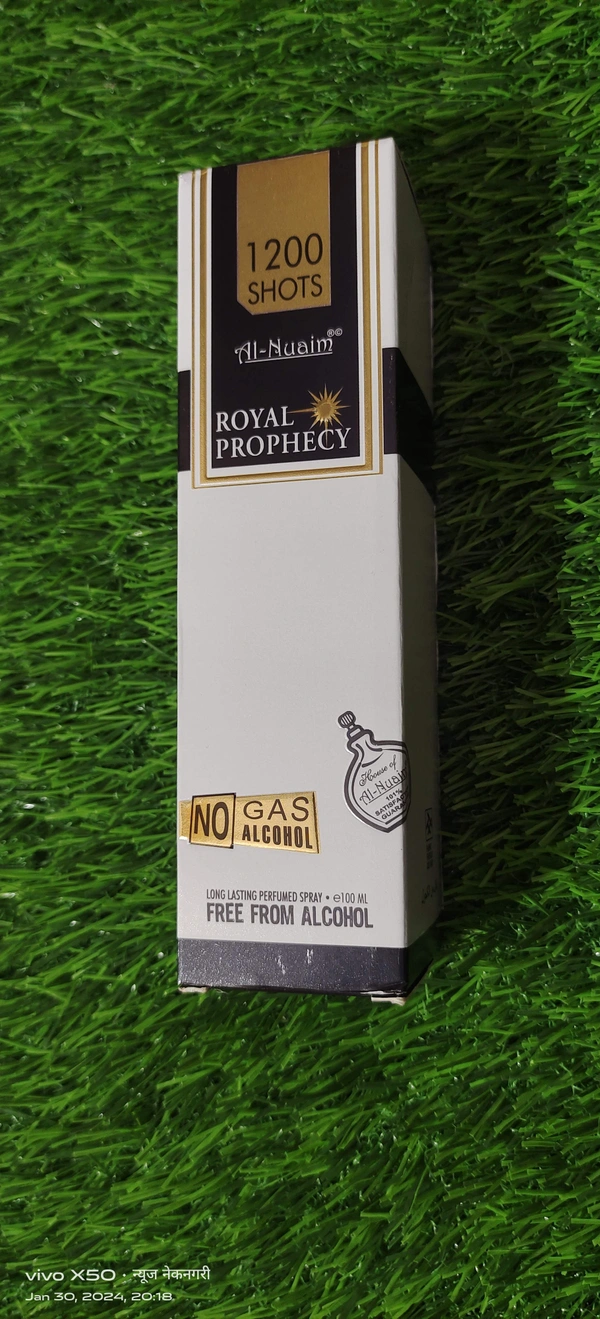 1200
SHOTS
Al-Nuaim®©
ROYAL
PROPHECY
House of
Al-Nuaim
101%
NO GAS
ALCOHOL
LONG LASTING PERFUMED SPRAY • e100 ML
FREE FROM ALCOHOL
vivo X50 · न्यूज नेकनगरी
Jan 30, 2024, 20:18